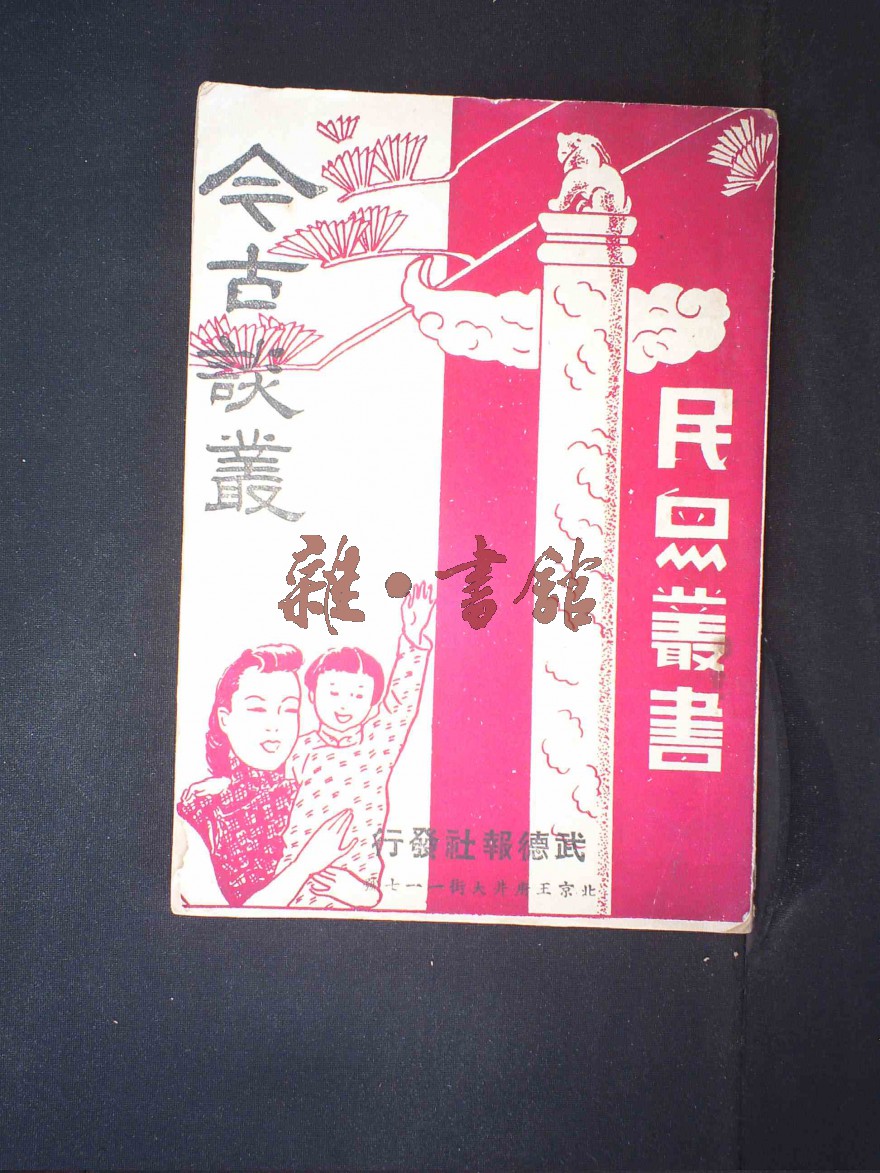 民眾叢書
今古談叢
雜·書館
武德報社發行
北京王府井大街一一七號